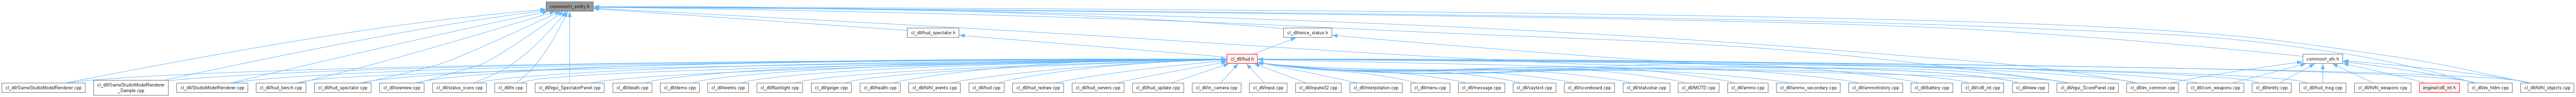 common/cl_entity.h
cl_dll/hud_spectator.h
cl_dll/voice_status.h
cl_dll/hud.h
common/r_efx.h
cl_dll/GameStudioModelRenderer.cpp
cl_dll/GameStudioModelRenderer
_Sample.cpp
cl_dll/StudioModelRenderer.cpp
cl_dll/hud_bench.cpp
cl_dll/hud_spectator.cpp
cl_dll/overview.cpp
cl_dll/status_icons.cpp
cl_dll/tri.cpp
cl_dll/vgui_SpectatorPanel.cpp
cl_dll/death.cpp
cl_dll/demo.cpp
cl_dll/events.cpp
cl_dll/flashlight.cpp
cl_dll/geiger.cpp
cl_dll/health.cpp
cl_dll/hl/hl_events.cpp
cl_dll/hud.cpp
cl_dll/hud_redraw.cpp
cl_dll/hud_servers.cpp
cl_dll/hud_update.cpp
cl_dll/in_camera.cpp
cl_dll/input.cpp
cl_dll/inputw32.cpp
cl_dll/interpolation.cpp
cl_dll/menu.cpp
cl_dll/message.cpp
cl_dll/saytext.cpp
cl_dll/scoreboard.cpp
cl_dll/statusbar.cpp
cl_dll/MOTD.cpp
cl_dll/train.cpp
cl_dll/ammo.cpp
cl_dll/ammo_secondary.cpp
cl_dll/ammohistory.cpp
cl_dll/battery.cpp
cl_dll/cdll_int.cpp
cl_dll/view.cpp
cl_dll/vgui_ScorePanel.cpp
cl_dll/ev_common.cpp
cl_dll/com_weapons.cpp
cl_dll/entity.cpp
cl_dll/hud_msg.cpp
cl_dll/hl/hl_weapons.cpp
engine/cdll_int.h
cl_dll/ev_hldm.cpp
cl_dll/hl/hl_objects.cpp